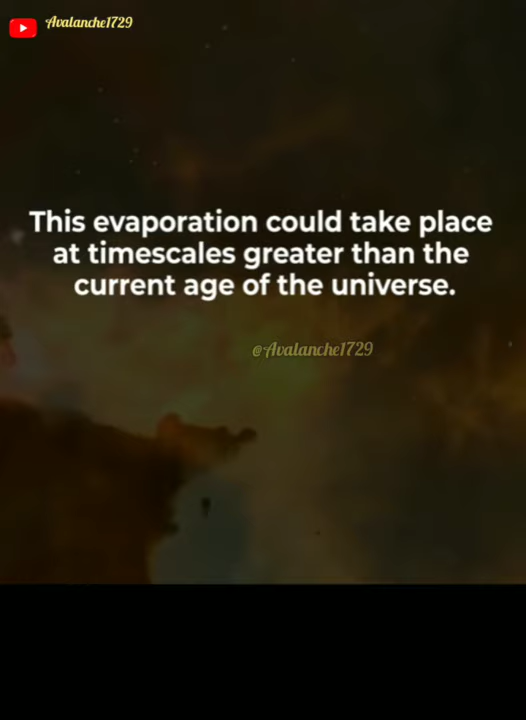 Avalanche1729
This evaporation could take place
at timescales greater than the
current age of the universe.
@Avalanche1729